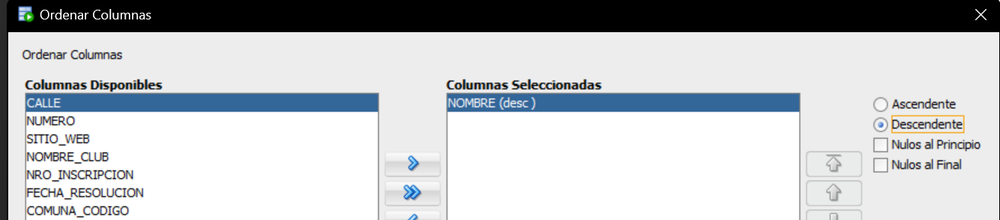 Ordenar Columnas
Ordenar Columnas
Columnas Disponibles
CALLE
NUMERO
SITIO_WEB
NOMBRE_CLUB
NRO_INSCRIPCION
FECHA_RESOLUCION
COMUNA_CODIGO
Columnas Seleccionadas
NOMBRE (desc )
Ascendente
Descendente
Nulos al Principio
Nulos al Final